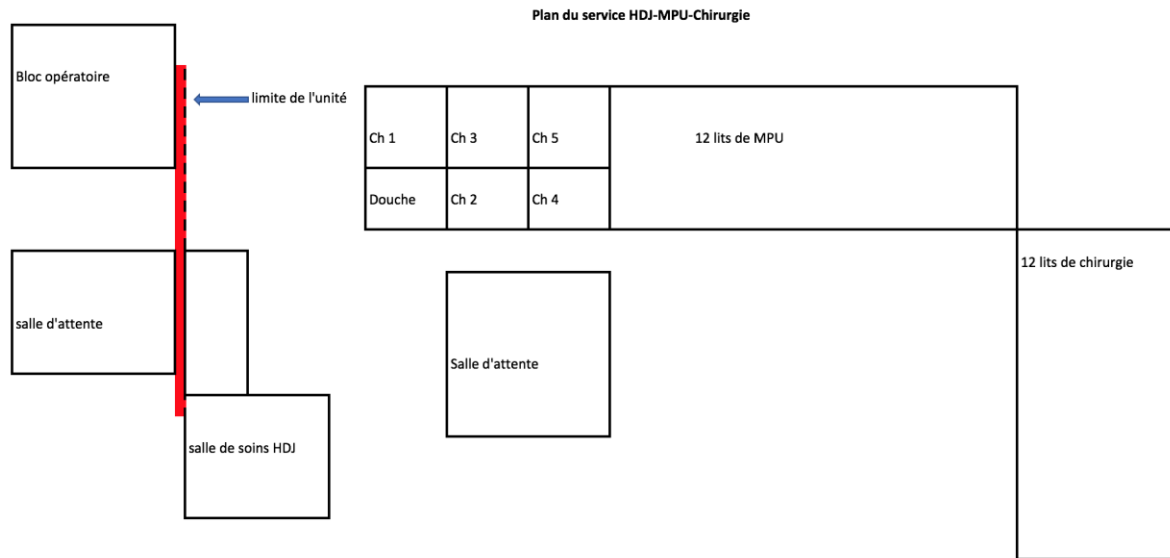 Plan du service HDJ-MPU-Chirurgie
Bloc opératoire
limite de l'unité
Ch 1
Ch 3
Ch 5
12 lits de MPU
Douche
Ch 2
Ch 4
12 lits de chirurgie
salle d'attente
Salle d'attente
salle de soins HDJ